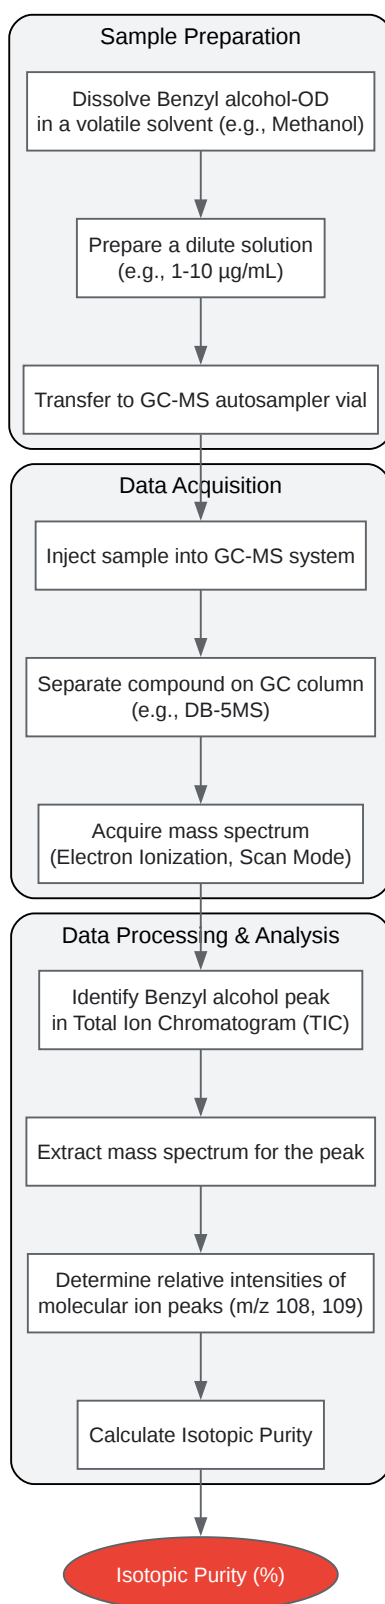 Sample Preparation
Dissolve Benzyl alcohol-OD
in a volatile solvent (e.g., Methanol)
Prepare a dilute solution
(e.g., 1-10 µg/mL)
Transfer to GC-MS autosampler vial
Data Acquisition
Inject sample into GC-MS system
Separate compound on GC column
(e.g., DB-5MS)
Acquire mass spectrum
(Electron Ionization, Scan Mode)
Data Processing & Analysis
Identify Benzyl alcohol peak
in Total Ion Chromatogram (TIC)
Extract mass spectrum for the peak
Determine relative intensities of
molecular ion peaks (m/z 108, 109)
Calculate Isotopic Purity
Isotopic Purity (%)